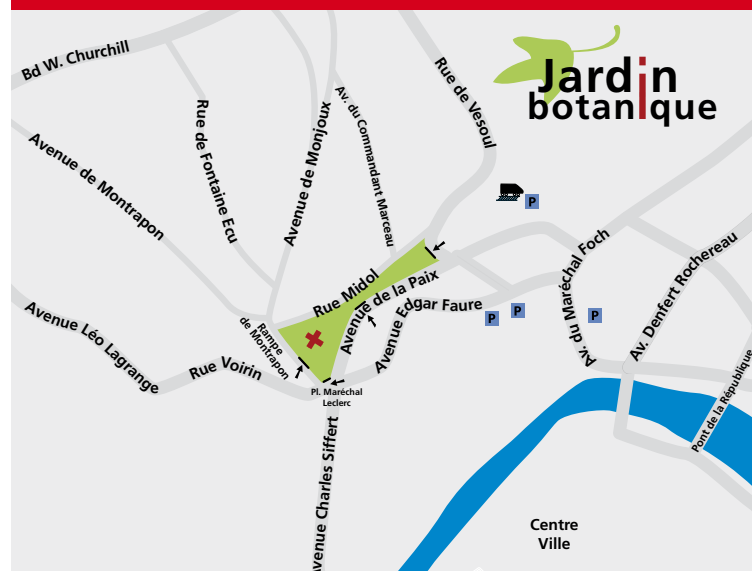 Jardin
botanique
Bd W. Churchill
Rue de Vesoul
Av. du Commandant Marceau
Rue de Fontaine Ecu
Avenue de Monjoux
Avenue de Montrapon
P
Av. du Maréchal Foch
Rue Midol
Avenue de la Paix
Av. Denfert Rochereau
Avenue Edgar Faure
P
P
P
Avenue Léo Lagrange
Rampe
de Montrapon
Rue Voirin
Pl. Maréchal
Leclerc
Pont de la République
Avenue Charles Siffert
Centre
Ville